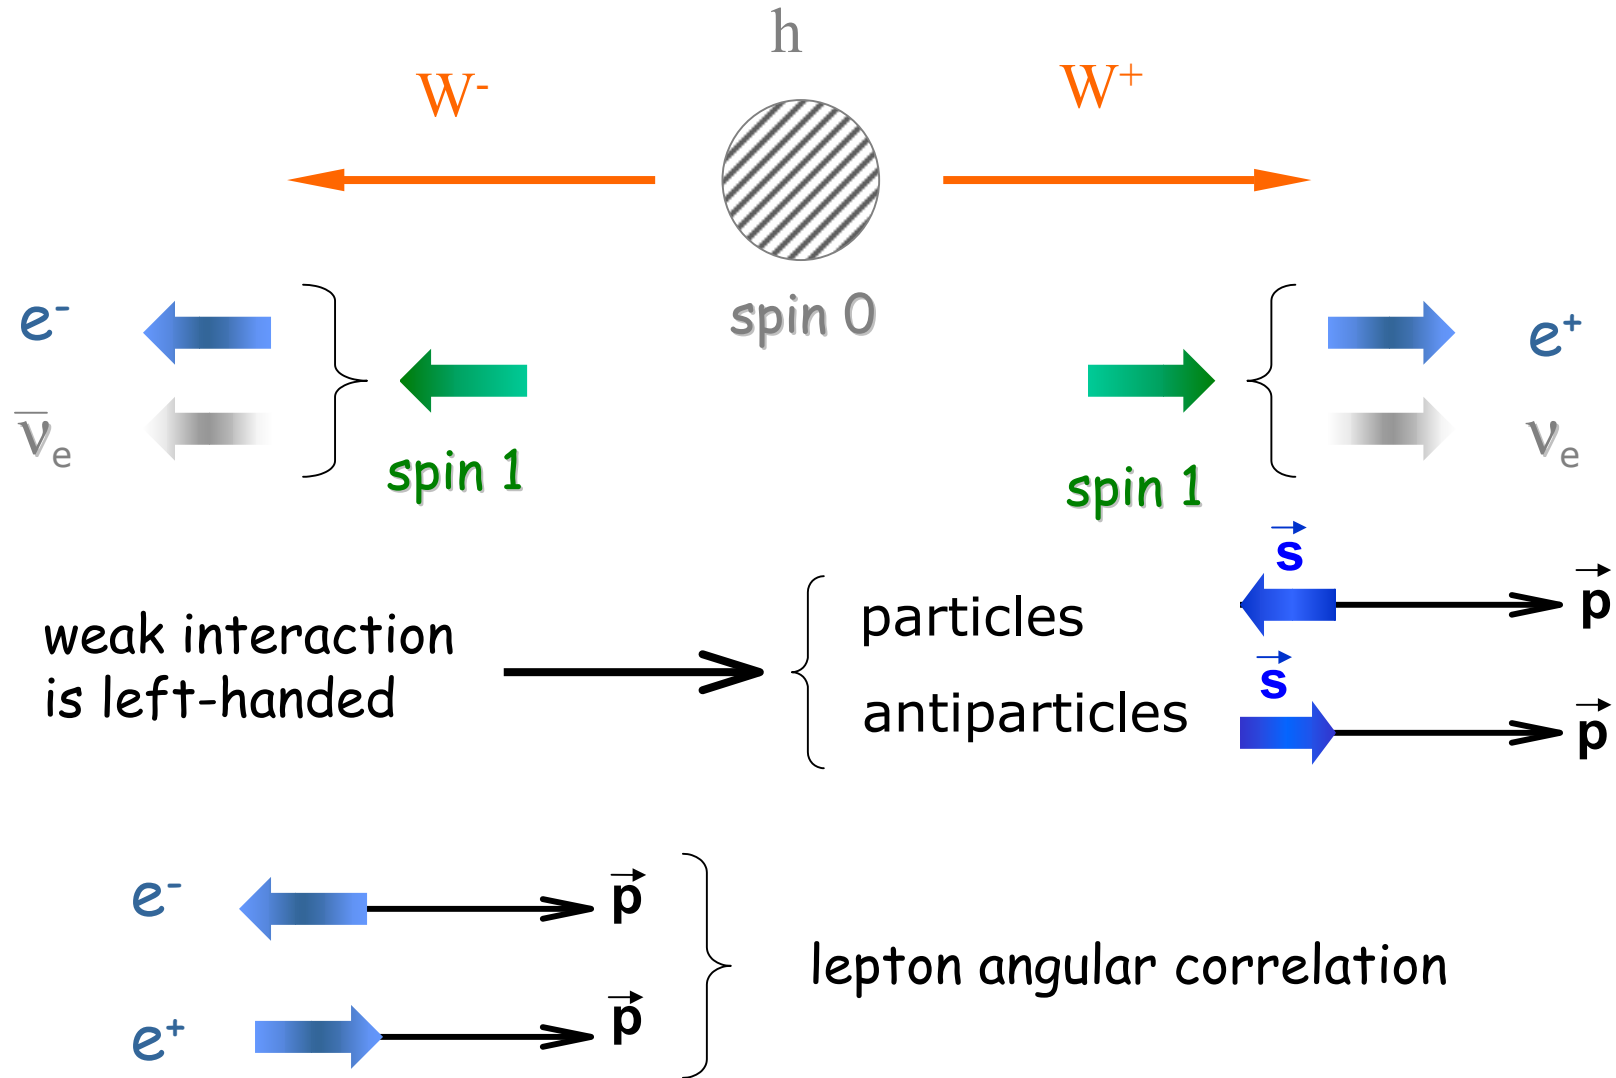 h
W⁻
W⁺
spin 0
e⁻
e⁺
ν̅ₑ
νₑ
spin 1
spin 1
s⃗
particles
p⃗
weak interaction
is left-handed
s⃗
antiparticles
p⃗
e⁻
p⃗
lepton angular correlation
e⁺
p⃗